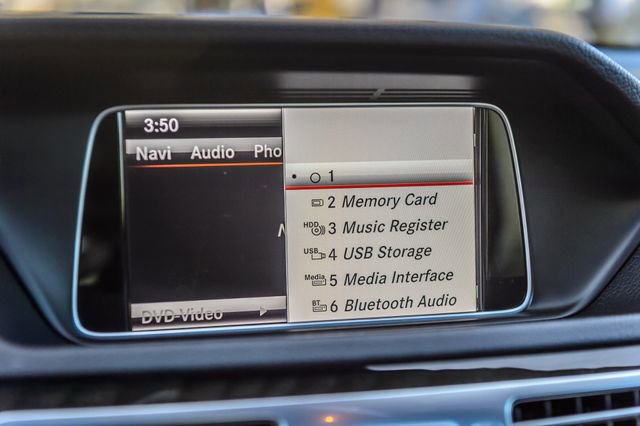 3:50
Navi Audio Pho
1
2 Memory Card
HDD 3 Music Register
USB 4 USB Storage
Media 5 Media Interface
BT 6 Bluetooth Audio
DVD-Video